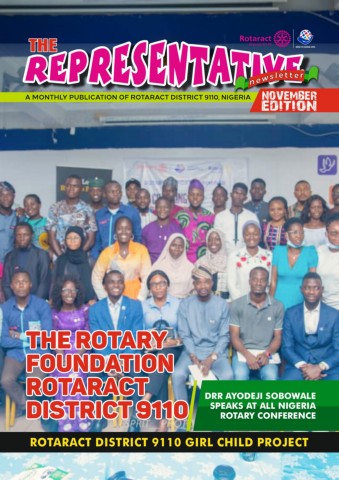 Rotaract
THE
REPRESENTATIVE
newsletter
A MONTHLY PUBLICATION OF ROTARACT DISTRICT 9110, NIGERIA
NOVEMBER
EDITION
THE ROTARY
FOUNDATION
ROTARACT
DISTRICT 9110
DRR AYODEJI SOBOWALE
SPEAKS AT ALL NIGERIA
ROTARY CONFERENCE
ROTARACT DISTRICT 9110 GIRL CHILD PROJECT